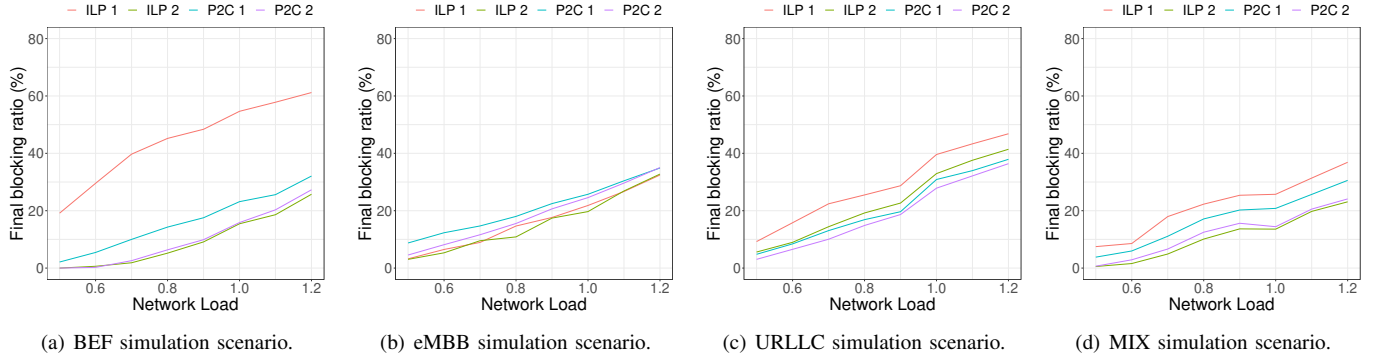 ILP 1 ILP 2 P2C 1 P2C 2
Final blocking ratio (%)
80
60
40
20
0
0.6 0.8 1.0 1.2
Network Load
(a) BEF simulation scenario.
ILP 1 ILP 2 P2C 1 P2C 2
Final blocking ratio (%)
80
60
40
20
0
0.6 0.8 1.0 1.2
Network Load
(b) eMBB simulation scenario.
ILP 1 ILP 2 P2C 1 P2C 2
Final blocking ratio (%)
80
60
40
20
0
0.6 0.8 1.0 1.2
Network Load
(c) URLLC simulation scenario.
ILP 1 ILP 2 P2C 1 P2C 2
Final blocking ratio (%)
80
60
40
20
0
0.6 0.8 1.0 1.2
Network Load
(d) MIX simulation scenario.